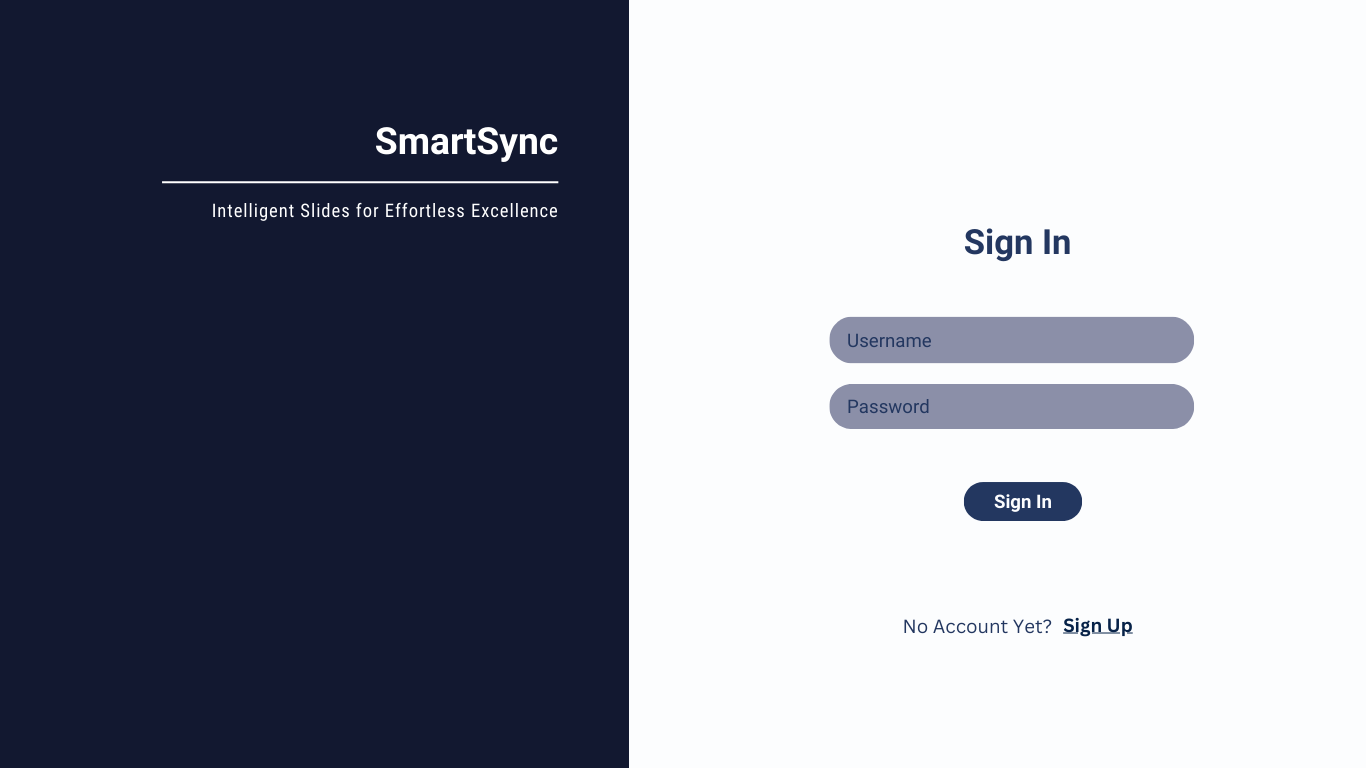 SmartSync
Intelligent Slides for Effortless Excellence
Sign In
Username
Password
Sign In
No Account Yet? Sign Up